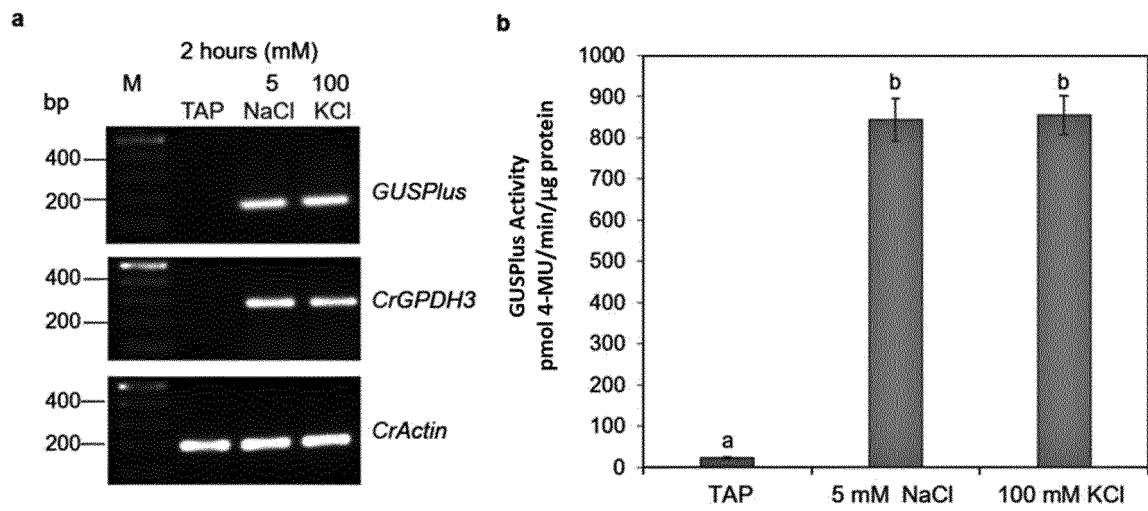 a
2 hours (mM)
M 5 100
bp TAP NaCl KCl
400
200
GUSPlus
400
200
CrGPDH3
400
200
CrActin
b
GUSPlus Activity
pmol 4-MU/min/µg protein
1000
900
800
700
600
500
400
300
200
100
0
a
b
b
TAP 5 mM NaCl 100 mM KCl